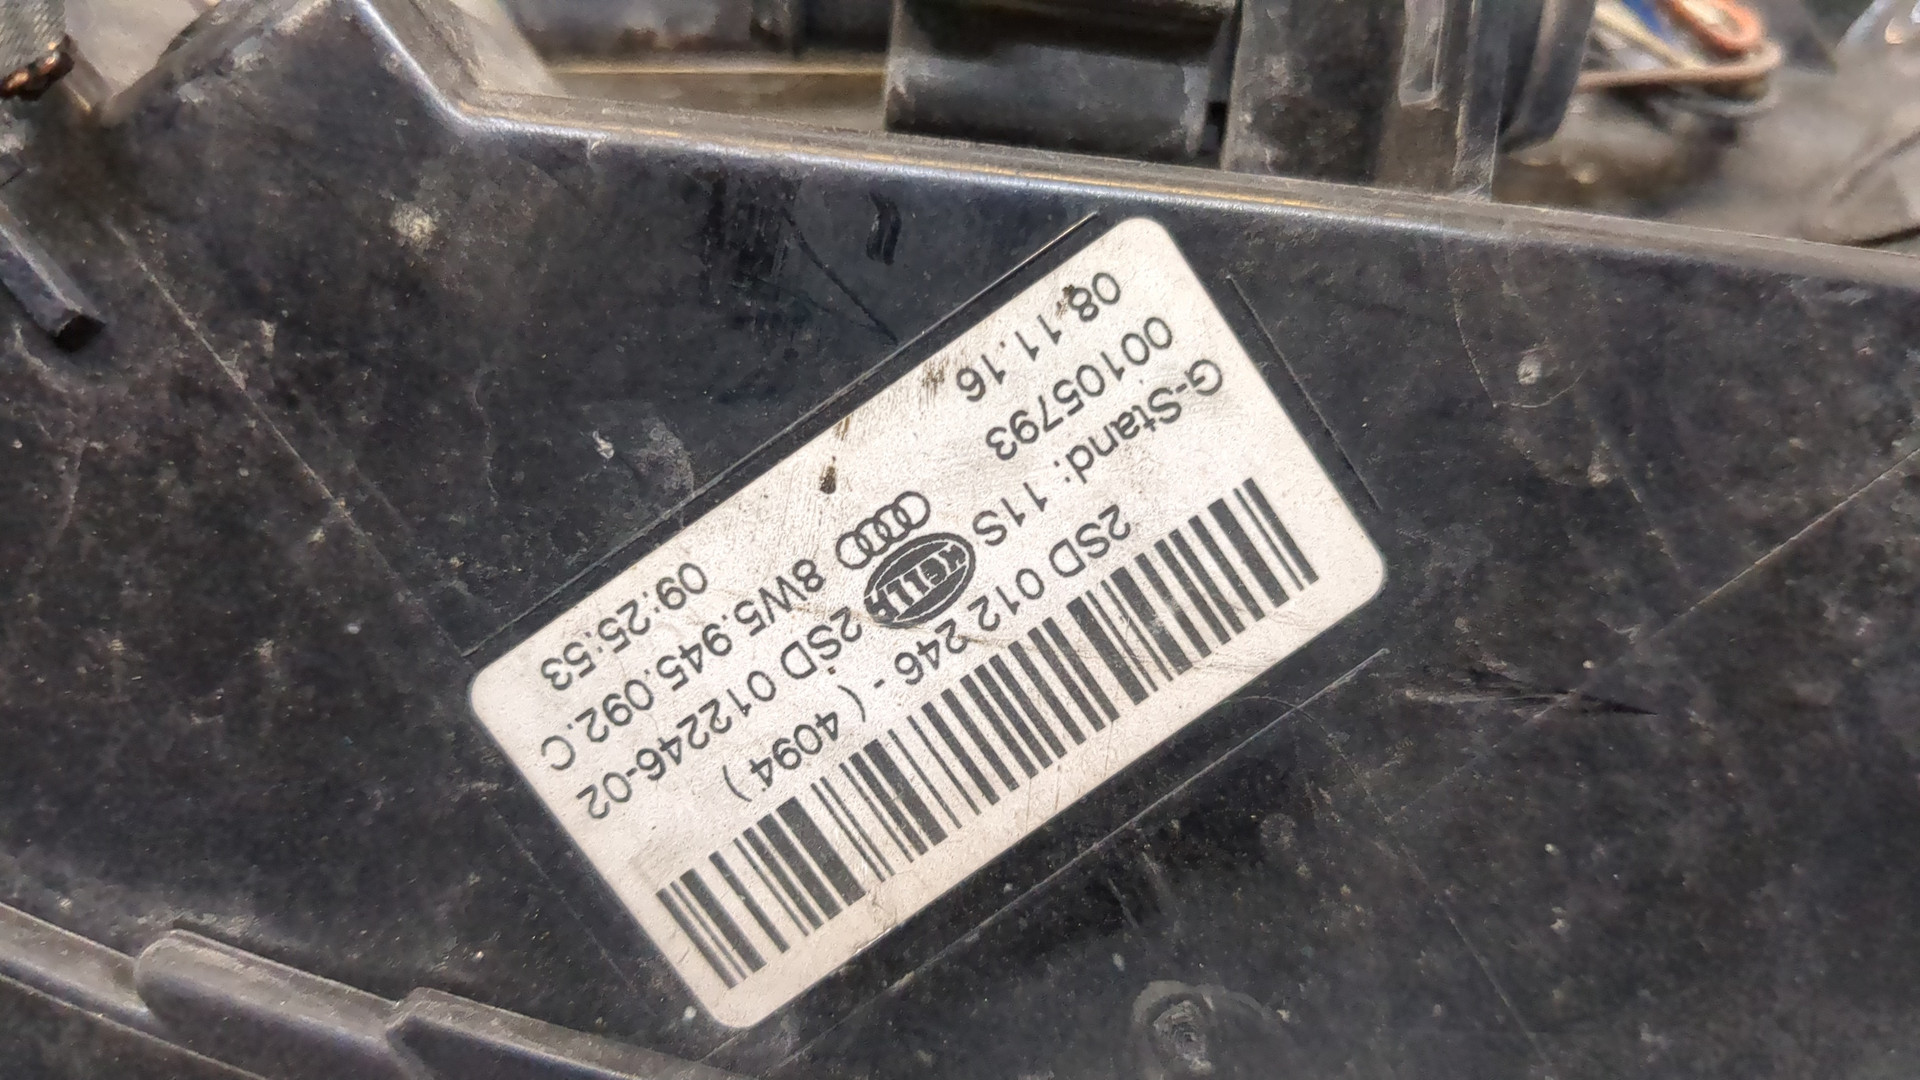 08.11.16 09:25:53
00105793 8W5.945.092.C
G-Stand: 11S HELLA 2SD 012246-02
2SD 012 246 - ( 4094 )